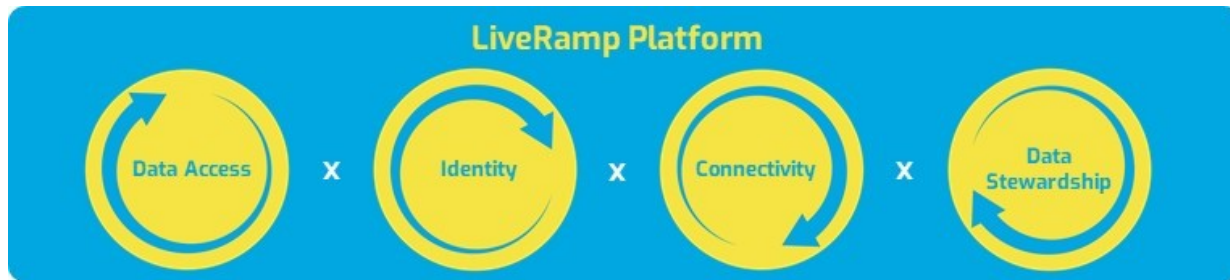 LiveRamp Platform
Data Access
x
Identity
x
Connectivity
x
Data
Stewardship